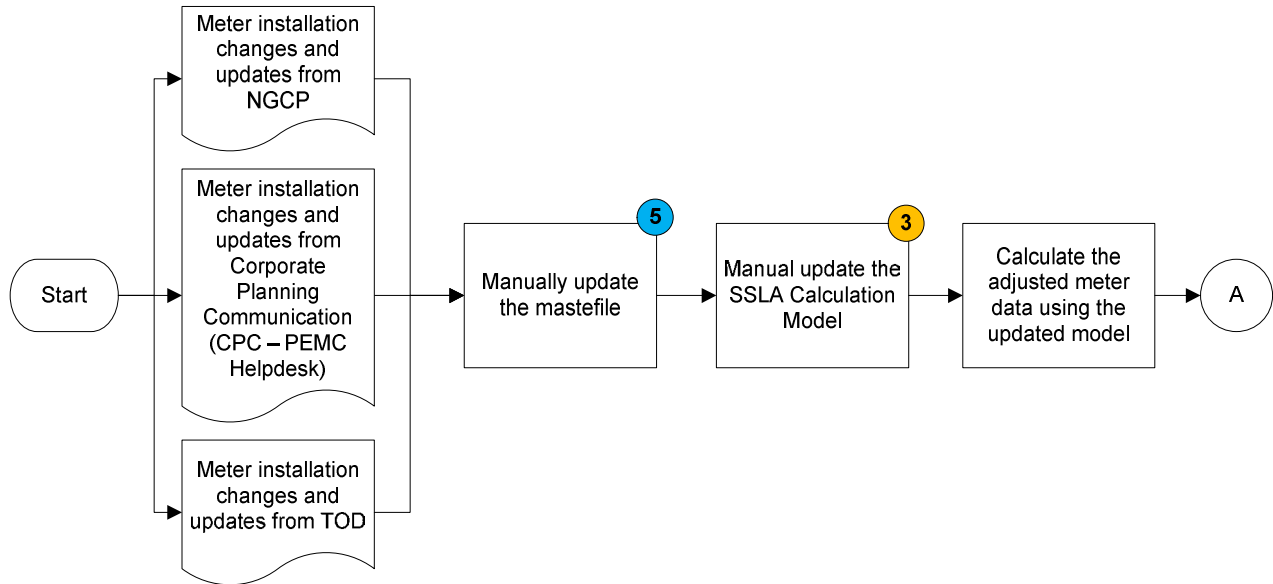 Start
Meter installation
changes and
updates from
NGCP
Meter installation
changes and
updates from
Corporate
Planning
Communication
(CPC – PEMC
Helpdesk)
Meter installation
changes and
updates from TOD
5
Manually update
the mastefile
3
Manual update the
SSLA Calculation
Model
Calculate the
adjusted meter
data using the
updated model
A